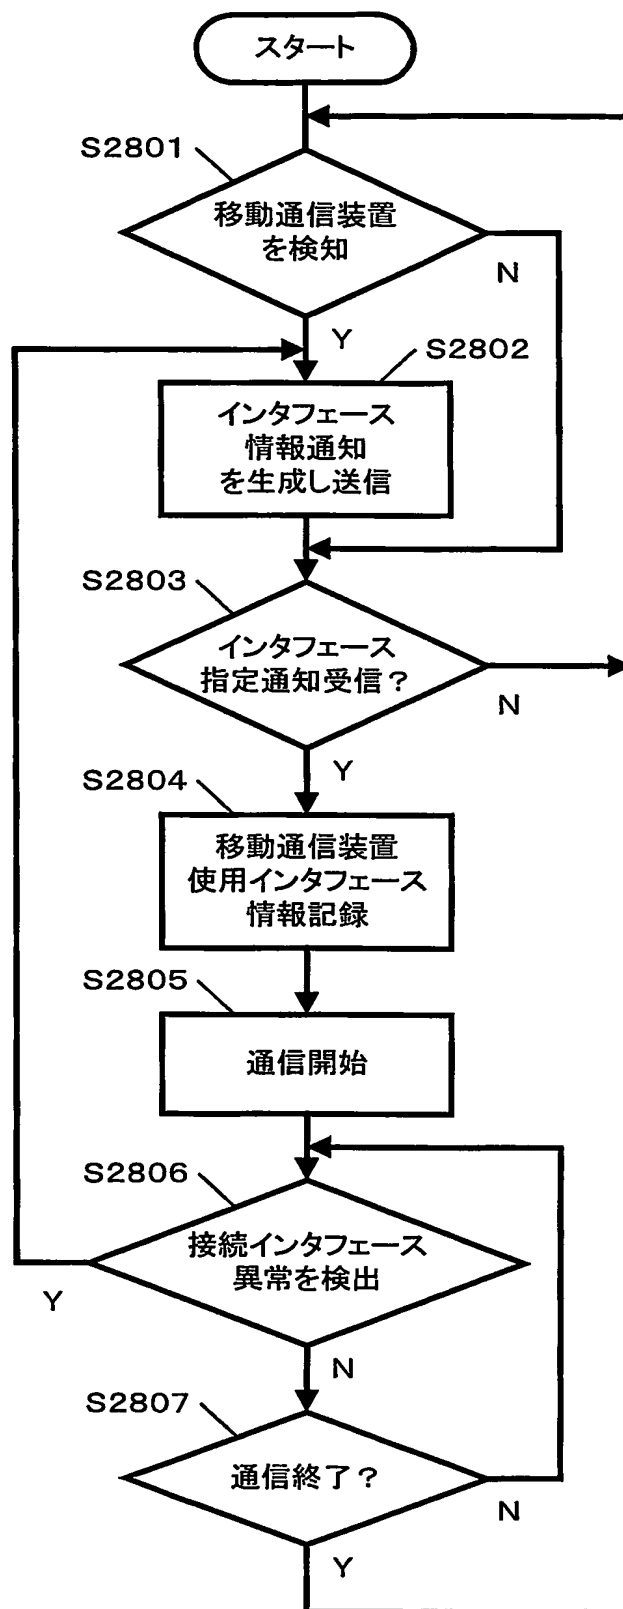 スタート
S2801
移動通信装置
を検知
N
Y
S2802
インタフェース
情報通知
を生成し送信
S2803
インタフェース
指定通知受信?
N
Y
S2804
移動通信装置
使用インタフェース
情報記録
S2805
通信開始
S2806
接続インタフェース
異常を検出
Y
N
S2807
通信終了?
N
Y